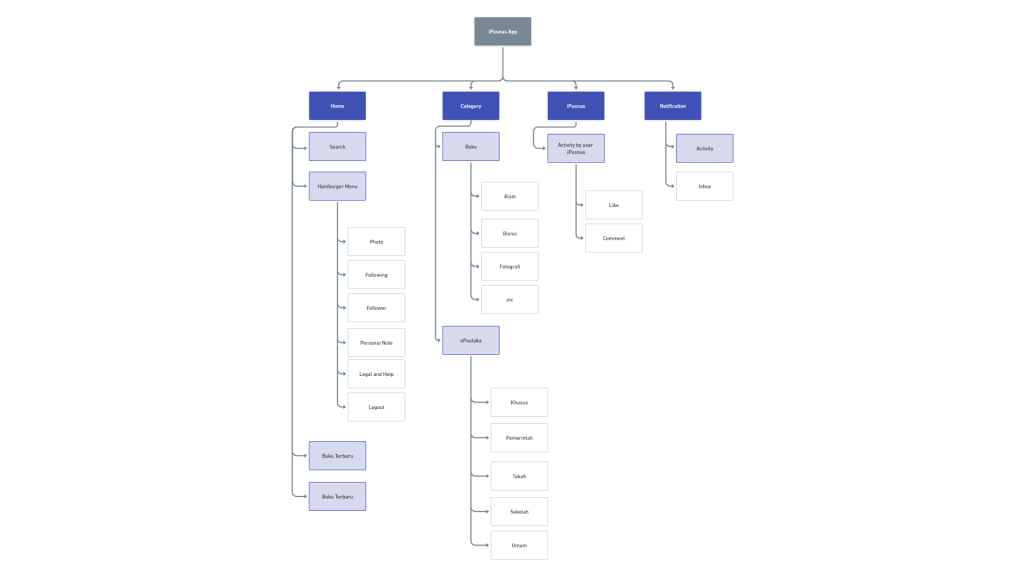 iPusnas App
Home
Category
iPusnas
Notification
Search
Baku
Activity by user
iPusnas
Activity
Hamburger Menu
Inbox
Alam
Like
Bisnis
Comment
Photo
Fotografi
Following
etc
Follower
ePustaka
Personal Note
Legal and Help
Logout
Khusus
Pemerintah
Buku Terbaru
Tokoh
Buku Terbaru
Sekolah
Umum